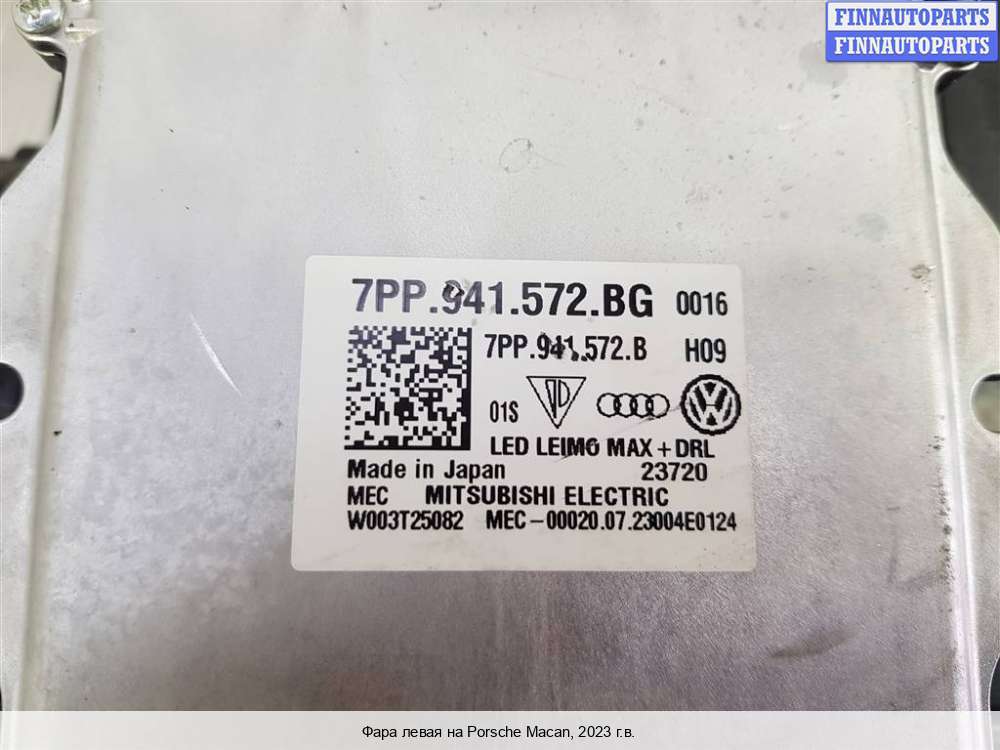 FINNAUTOPARTS
FINNAUTOPARTS
7PP.941.572.BG 0016
7PP.941.572.B H09
01S
LED LEIMO MAX + DRL
Made in Japan 23720
MEC MITSUBISHI ELECTRIC
W003T25082 MEC-00020.07.23004E0124
Фара левая на Porsche Macan, 2023 г.в.